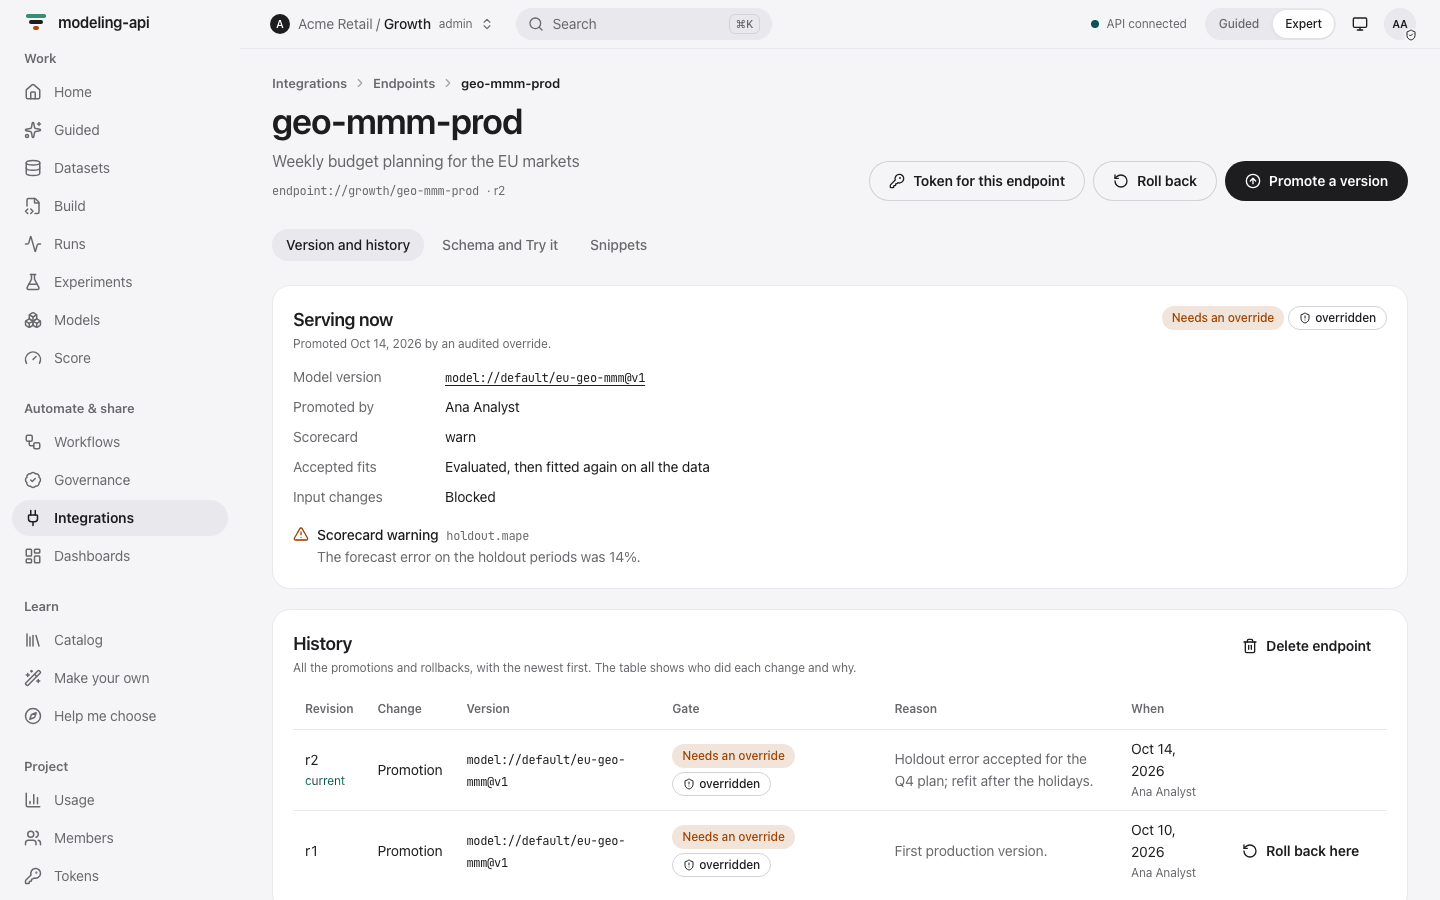 modeling-api
A Acme Retail / Growth admin
Search ⌘K
API connected
Guided Expert
AA
Work
Home
Guided
Datasets
Build
Runs
Experiments
Models
Score
Automate & share
Workflows
Governance
Integrations
Dashboards
Learn
Catalog
Make your own
Help me choose
Project
Usage
Members
Tokens
Integrations > Endpoints > geo-mmm-prod
geo-mmm-prod
Weekly budget planning for the EU markets
endpoint://growth/geo-mmm-prod · r2
Token for this endpoint Roll back Promote a version
Version and history Schema and Try it Snippets
Serving now
Needs an override overridden
Promoted Oct 14, 2026 by an audited override.
Model version model://default/eu-geo-mmm@v1
Promoted by Ana Analyst
Scorecard warn
Accepted fits Evaluated, then fitted again on all the data
Input changes Blocked
Scorecard warning holdout.mape
The forecast error on the holdout periods was 14%.
History
Delete endpoint
All the promotions and rollbacks, with the newest first. The table shows who did each change and why.
Revision Change Version Gate Reason When
r2
current
Promotion
model://default/eu-geo-
mmm@v1
Needs an override
overridden
Holdout error accepted for the
Q4 plan; refit after the holidays.
Oct 14,
2026
Ana Analyst
r1
Promotion
model://default/eu-geo-
mmm@v1
Needs an override
overridden
First production version.
Oct 10,
2026
Ana Analyst
Roll back here